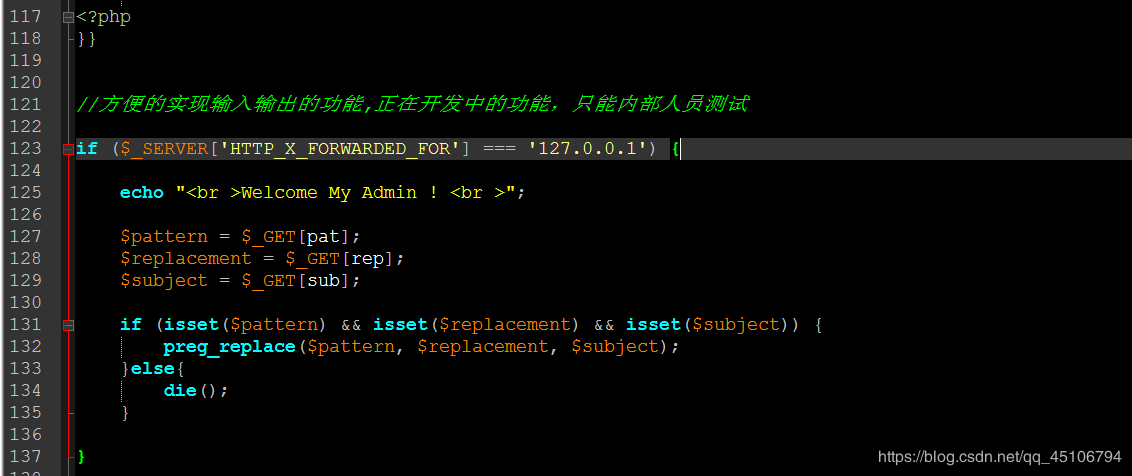 117 <?php
118 }}
119
120
121 //方便的实现输入输出的功能,正在开发中的功能，只能内部人员测试
122
123 if ($_SERVER['HTTP_X_FORWARDED_FOR'] === '127.0.0.1') {
124
125 echo "<br >Welcome My Admin ! <br >";
126
127 $pattern = $_GET[pat];
128 $replacement = $_GET[rep];
129 $subject = $_GET[sub];
130
131 if (isset($pattern) && isset($replacement) && isset($subject)) {
132 preg_replace($pattern, $replacement, $subject);
133 }else{
134 die();
135 }
136
137 }
https://blog.csdn.net/qq_45106794